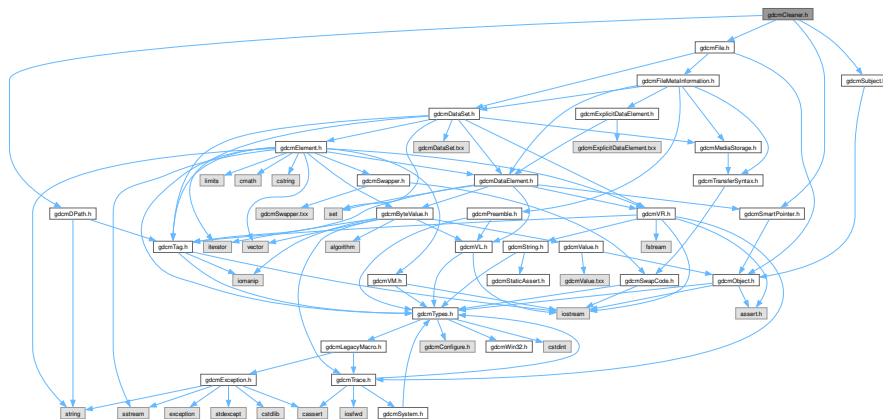 gdcmCleaner.h
gdcmFile.h
gdcmFileMetaInformation.h
gdcmSubject.h
gdcmDataSet.h
gdcmExplicitDataElement.h
gdcmElement.h
gdcmDataSet.txx
gdcmExplicitDataElement.txx
gdcmMediaStorage.h
limits
cmath
cstring
gdcmSwapper.h
gdcmDataElement.h
gdcmTransferSyntax.h
gdcmDPath.h
gdcmSwapper.txx
set
gdcmByteValue.h
gdcmPreamble.h
gdcmVR.h
gdcmSmartPointer.h
gdcmTag.h
iterator
vector
algorithm
gdcmVL.h
gdcmString.h
gdcmValue.h
fstream
iomanip
gdcmVM.h
gdcmStaticAssert.h
gdcmValue.txx
gdcmSwapCode.h
gdcmObject.h
gdcmTypes.h
iostream
assert.h
gdcmLegacyMacro.h
gdcmConfigure.h
gdcmWin32.h
cstdint
gdcmException.h
gdcmTrace.h
string
sstream
exception
stdexcept
cstdlib
cassert
iosfwd
gdcmSystem.h